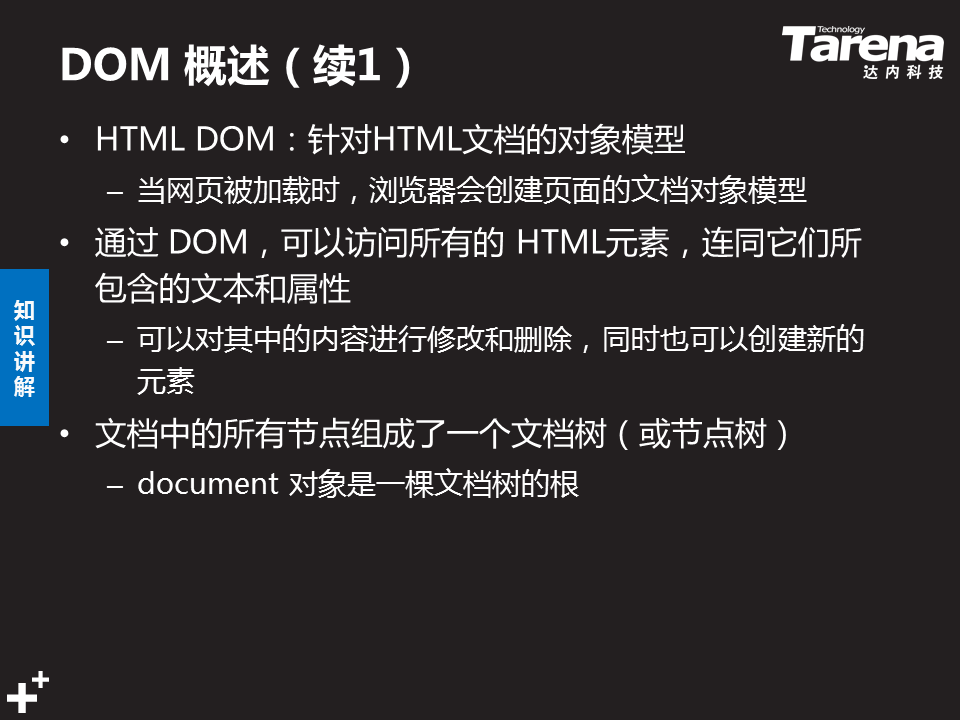 DOM 概述（续1）
Technology
Tarena
达内科技
• HTML DOM：针对HTML文档的对象模型
– 当网页被加载时，浏览器会创建页面的文档对象模型
• 通过 DOM，可以访问所有的 HTML元素，连同它们所
包含的文本和属性
– 可以对其中的内容进行修改和删除，同时也可以创建新的
元素
• 文档中的所有节点组成了一个文档树（或节点树）
– document 对象是一棵文档树的根
知
识
讲
解